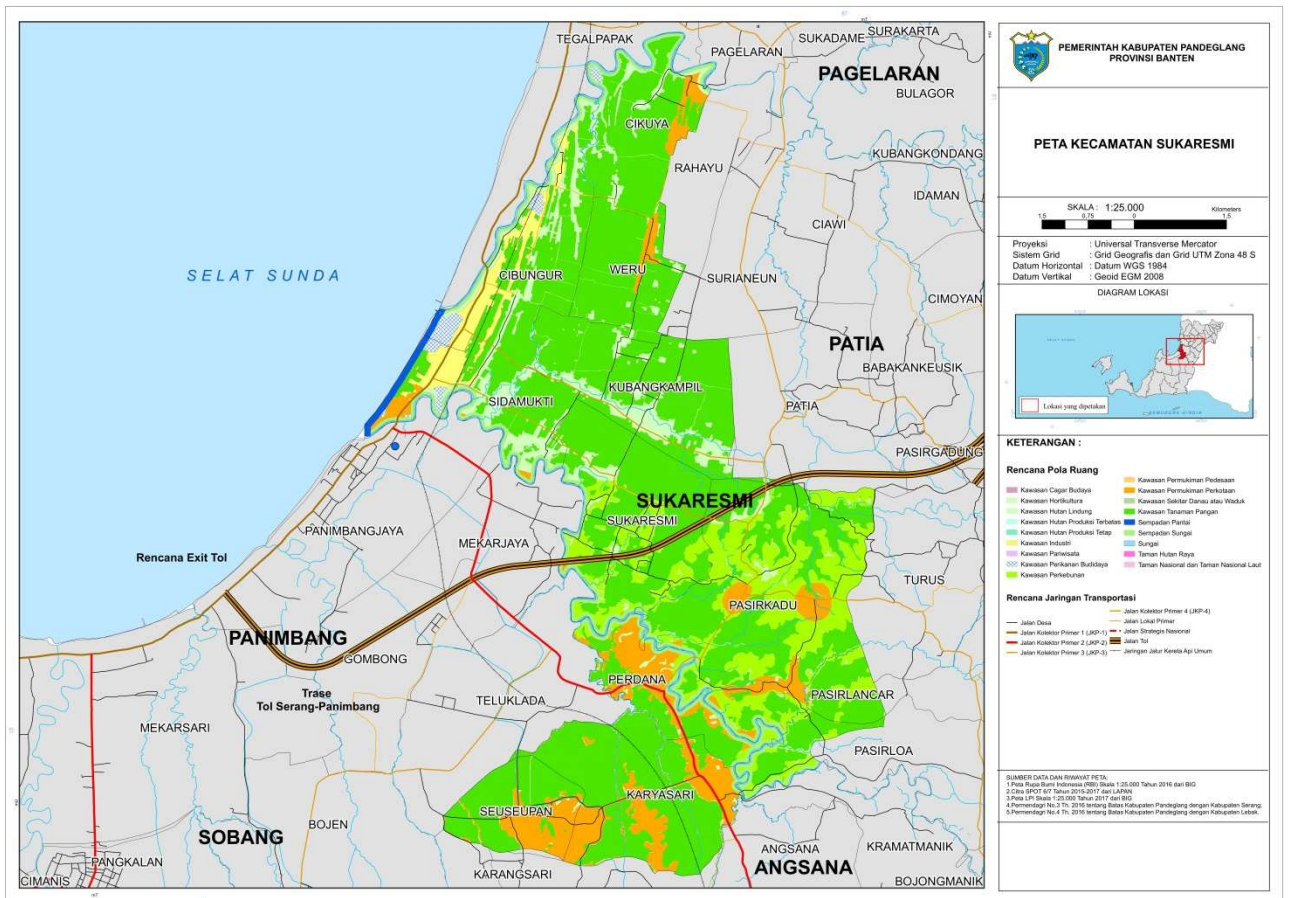 TEGALPAPAK
PAGELARAN
SUKADAME
SURAKARTA
PAGELARAN
BULAGOR
CIKUYA
KUBANGKONDANG
RAHAYU
IDAMAN
CIAWI
SELAT SUNDA
CIBUNGUR
WERU
SURIANEUN
CIMOYAN
PATIA
BABAKANKEUSIK
KUBANGKAMPIL
SIDAMUKTI
PATIA
PASIRGADUNG
SUKARESMI
SUKARESMI
PANIMBANGJAYA
MEKARJAYA
Rencana Exit Tol
TURUS
PASIRKADU
PANIMBANG
GOMBONG
PERDANA
Trase
Tol Serang-Panimbang
TELUKLADA
PASIRLANCAR
MEKARSARI
PASIRLOA
KARYASARI
SEUSEUPAN
BOJEN
SOBANG
ANGSANA
KRAMATMANIK
PANGKALAN
ANGSANA
KARANGSARI
CIMANIS
BOJONGMANIK
PEMERINTAH KABUPATEN PANDEGLANG
PROVINSI BANTEN
PETA KECAMATAN SUKARESMI
SKALA : 1:25.000
Kilometers
1,5 0,75 0 1,5
Proyeksi : Universal Transverse Mercator
Sistem Grid : Grid Geografis dan Grid UTM Zona 48 S
Datum Horizontal : Datum WGS 1984
Datum Vertikal : Geoid EGM 2008
DIAGRAM LOKASI
Lokasi yang dipetakan
KETERANGAN :
Rencana Pola Ruang
Kawasan Cagar Budaya
Kawasan Hortikultura
Kawasan Hutan Lindung
Kawasan Hutan Produksi Terbatas
Kawasan Hutan Produksi Tetap
Kawasan Industri
Kawasan Pariwisata
Kawasan Perikanan Budidaya
Kawasan Perkebunan
Kawasan Permukiman Pedesaan
Kawasan Permukiman Perkotaan
Kawasan Sekitar Danau atau Waduk
Kawasan Tanaman Pangan
Sempadan Pantai
Sempadan Sungai
Sungai
Taman Hutan Raya
Taman Nasional dan Taman Nasional Laut
Rencana Jaringan Transportasi
Jalan Desa
Jalan Kolektor Primer 1 (JKP-1)
Jalan Kolektor Primer 2 (JKP-2)
Jalan Kolektor Primer 3 (JKP-3)
Jalan Kolektor Primer 4 (JKP-4)
Jalan Lokal Primer
Jalan Strategis Nasional
Jalan Tol
Jaringan Jalur Kereta Api Umum
SUMBER DATA DAN RIWAYAT PETA:
1.Peta Rupa Bumi Indonesia (RBI) Skala 1:25.000 Tahun 2016 dari BIG
2.Citra SPOT 6/7 Tahun 2015-2017 dari LAPAN
3.Peta LPI Skala 1:25.000 Tahun 2017 dari BIG
4.Permendagri No.3 Th. 2016 tentang Batas Kabupaten Pandeglang dengan Kabupaten Serang;
5.Permendagri No.4 Th. 2016 tentang Batas Kabupaten Pandeglang dengan Kabupaten Lebak.